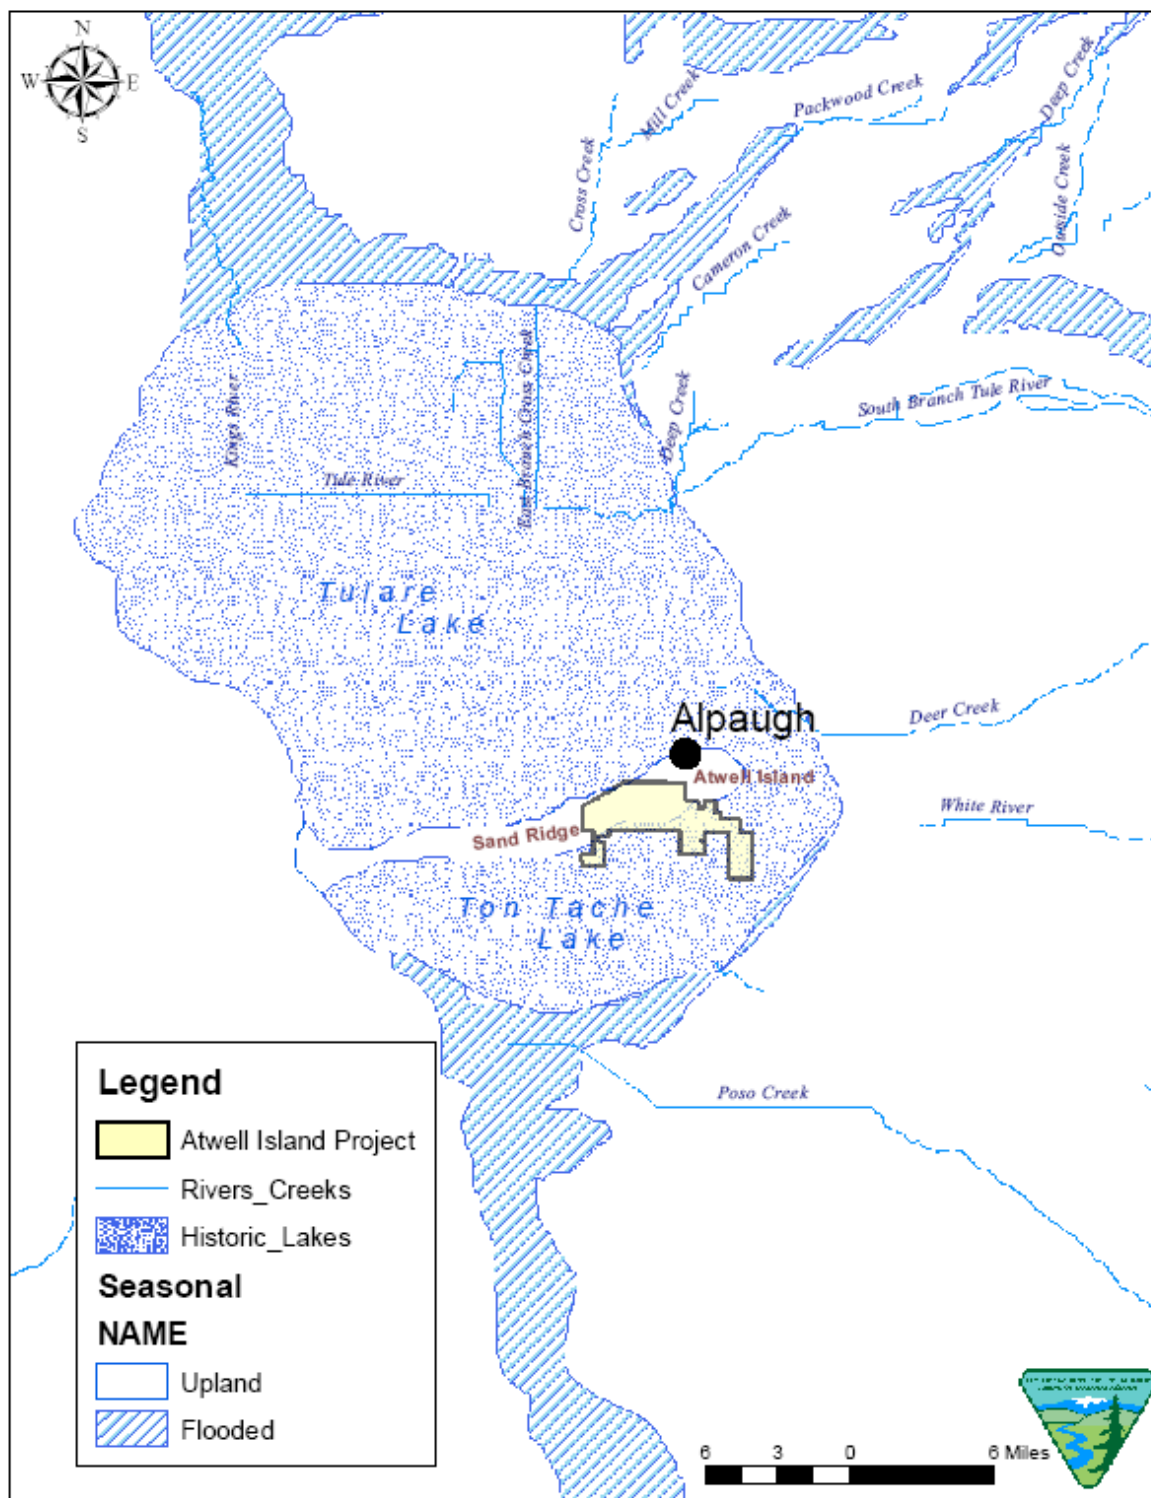 N
W E
S
Mill Creek
Packwood Creek
Deep Creek
Cross Creek
Outside Creek
Cameron Creek
Kings River
East Branch Cross Creek
Deep Creek
South Branch Tule River
Tide River
Tulare
Lake
Alpaugh
Deer Creek
Atwell Island
White River
Sand Ridge
Ton Tache
Lake
Poso Creek
Legend
Atwell Island Project
Rivers_Creeks
Historic_Lakes
Seasonal
NAME
Upland
Flooded
6 3 0 6 Miles